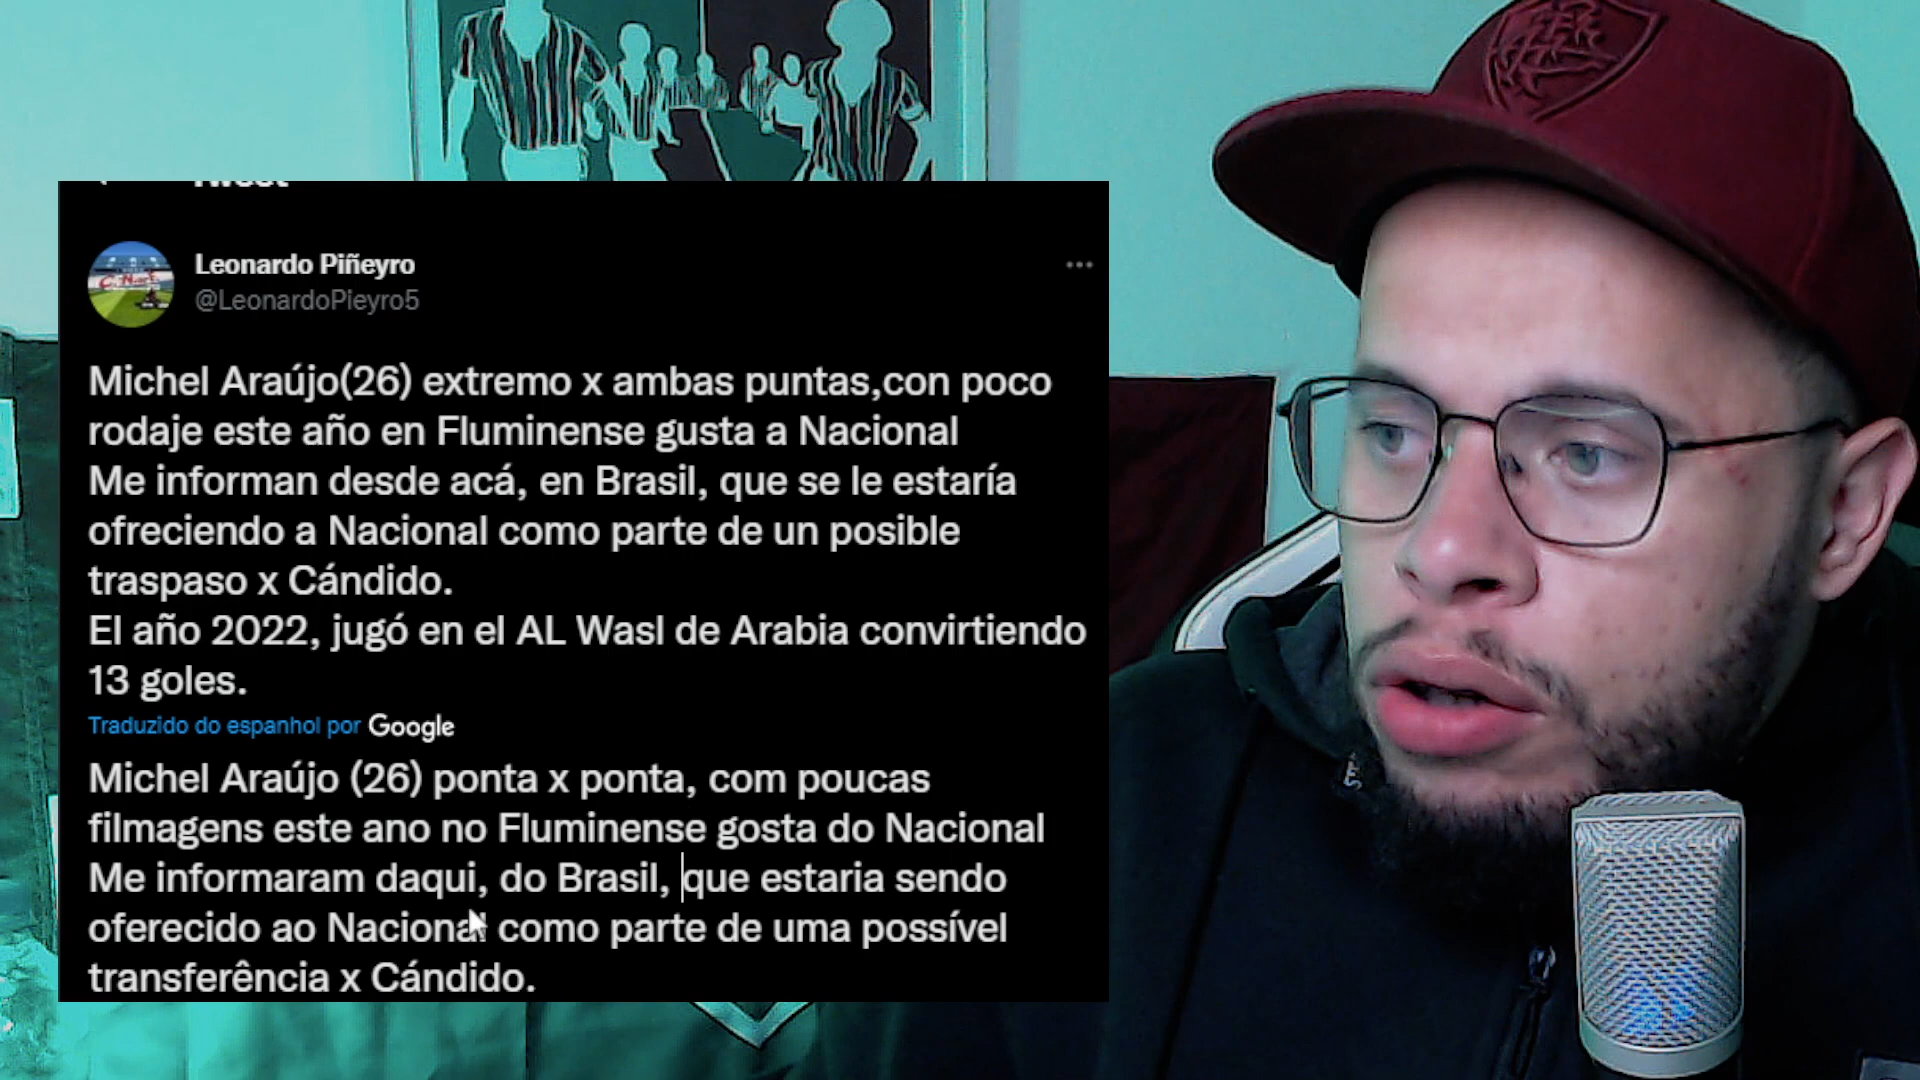 Tweet
Leonardo Piñeyro
@LeonardoPieyro5
Michel Araújo(26) extremo x ambas puntas,con poco
rodaje este año en Fluminense gusta a Nacional
Me informan desde acá, en Brasil, que se le estaría
ofreciendo a Nacional como parte de un posible
traspaso x Cándido.
El año 2022, jugó en el AL Wasl de Arabia convirtiendo
13 goles.
Traduzido do espanhol por Google
Michel Araújo (26) ponta x ponta, com poucas
filmagens este ano no Fluminense gosta do Nacional
Me informaram daqui, do Brasil, que estaria sendo
oferecido ao Nacional como parte de uma possível
transferência x Cándido.